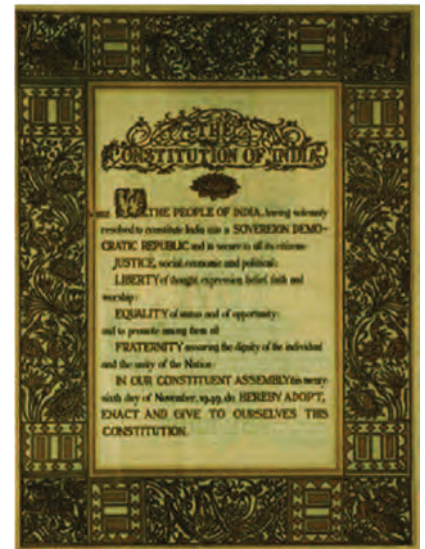 THE
CONSTITUTION OF INDIA
WE, THE PEOPLE OF INDIA, having solemnly
resolved to constitute India into a SOVEREIGN DEMO-
CRATIC REPUBLIC and to secure to all its citizens:
JUSTICE, social, economic and political;
LIBERTY of thought, expression, belief, faith and
worship;
EQUALITY of status and of opportunity;
and to promote among them all
FRATERNITY assuring the dignity of the individual
and the unity of the Nation;
IN OUR CONSTITUENT ASSEMBLY this twenty-
sixth day of November, 1949, do HEREBY ADOPT,
ENACT AND GIVE TO OURSELVES THIS
CONSTITUTION.